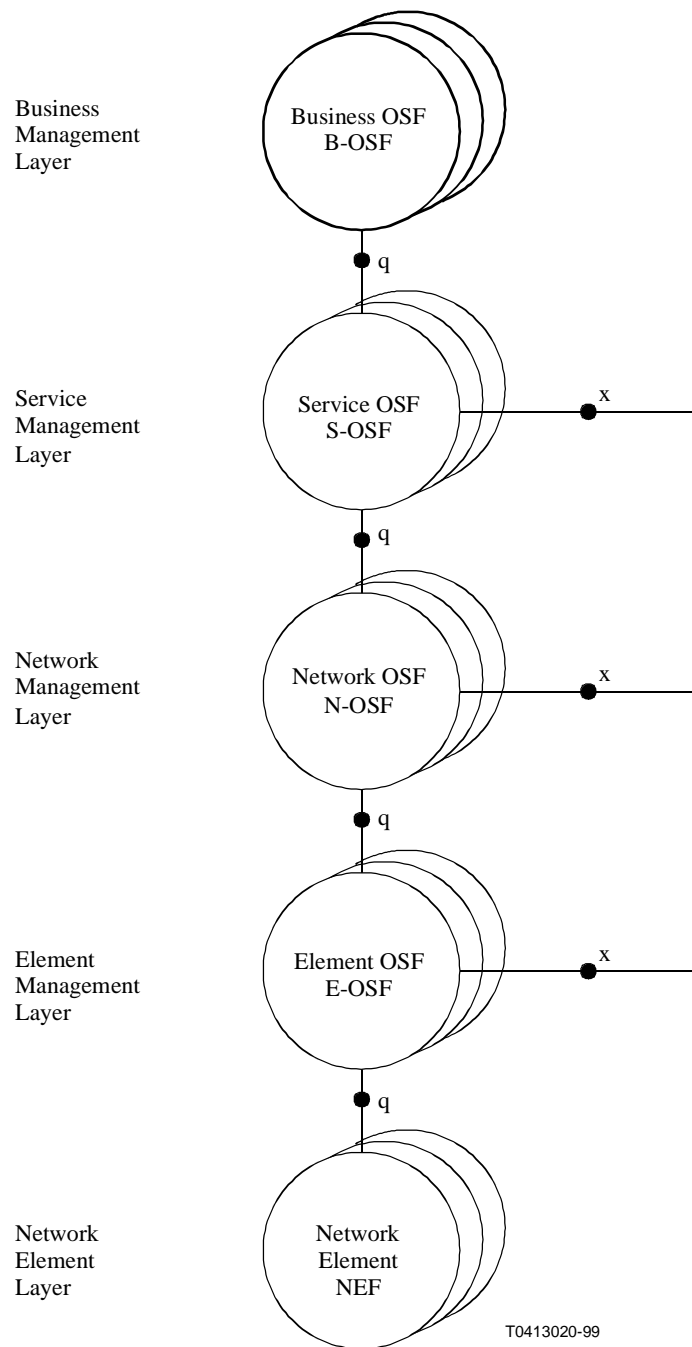 Business
Management
Layer
Business OSF
B-OSF
q
Service
Management
Layer
Service OSF
S-OSF
x
q
Network
Management
Layer
Network OSF
N-OSF
x
q
Element
Management
Layer
Element OSF
E-OSF
x
q
Network
Element
Layer
Network
Element
NEF
T0413020-99